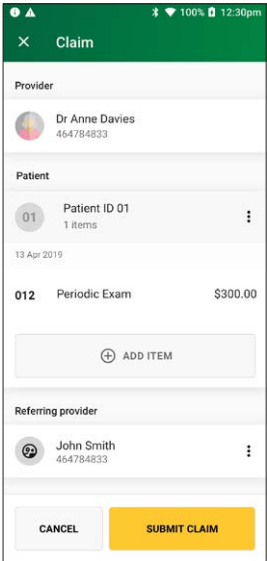 100% 12:30pm
Claim
Provider
Dr Anne Davies
464784833
Patient
01 Patient ID 01
1 items
13 Apr 2019
012 Periodic Exam $300.00
ADD ITEM
Referring provider
John Smith
464784833
CANCEL SUBMIT CLAIM